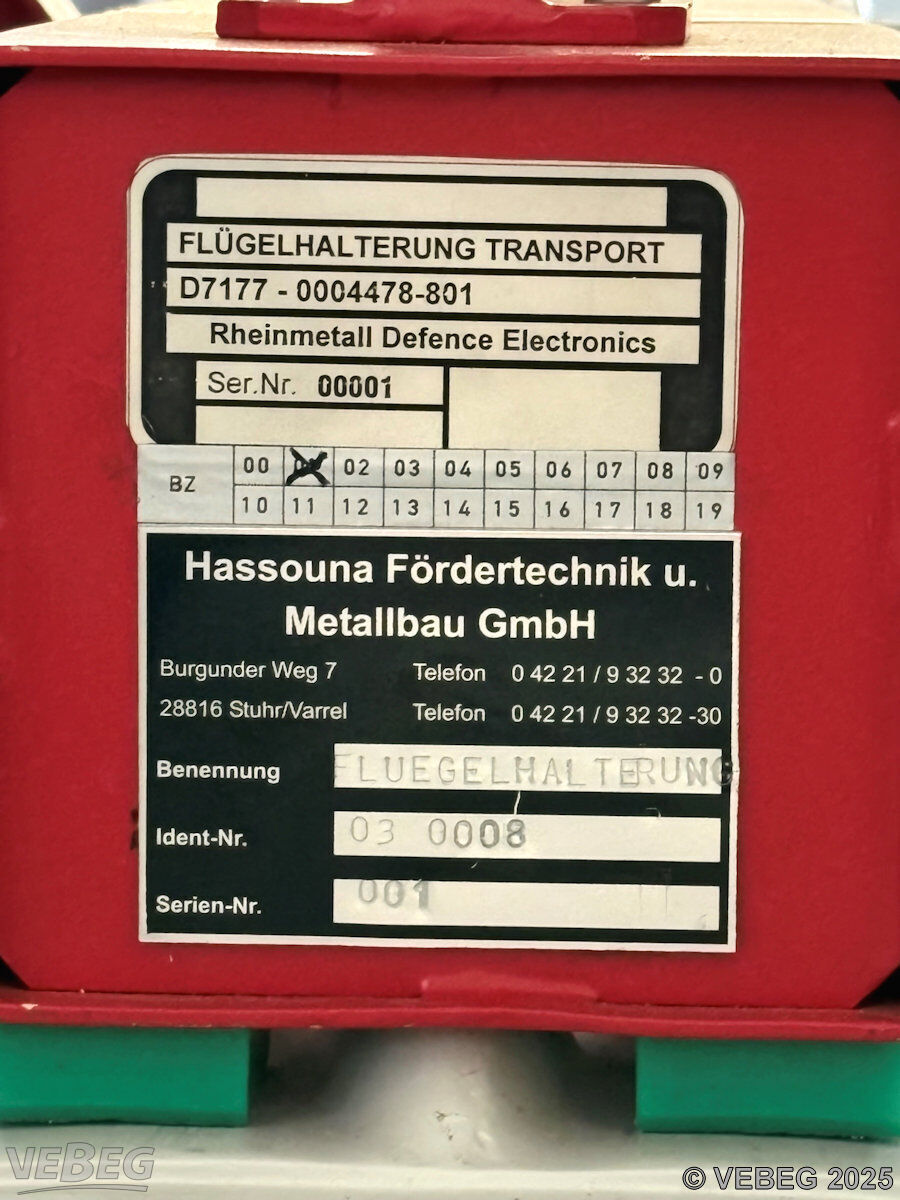 FLÜGELHALTERUNG TRANSPORT
D7177 - 0004478-801
Rheinmetall Defence Electronics
Ser.Nr. 00001
BZ
00 02 03 04 05 06 07 08 09
10 11 12 13 14 15 16 17 18 19
Hassouna Fördertechnik u.
Metallbau GmbH
Burgunder Weg 7 Telefon 0 42 21 / 9 32 32 - 0
28816 Stuhr/Varrel Telefon 0 42 21 / 9 32 32 -30
Benennung FLUEGELHALTERUNG
Ident-Nr. 03 0008
Serien-Nr. 001
VEBEG
© VEBEG 2025